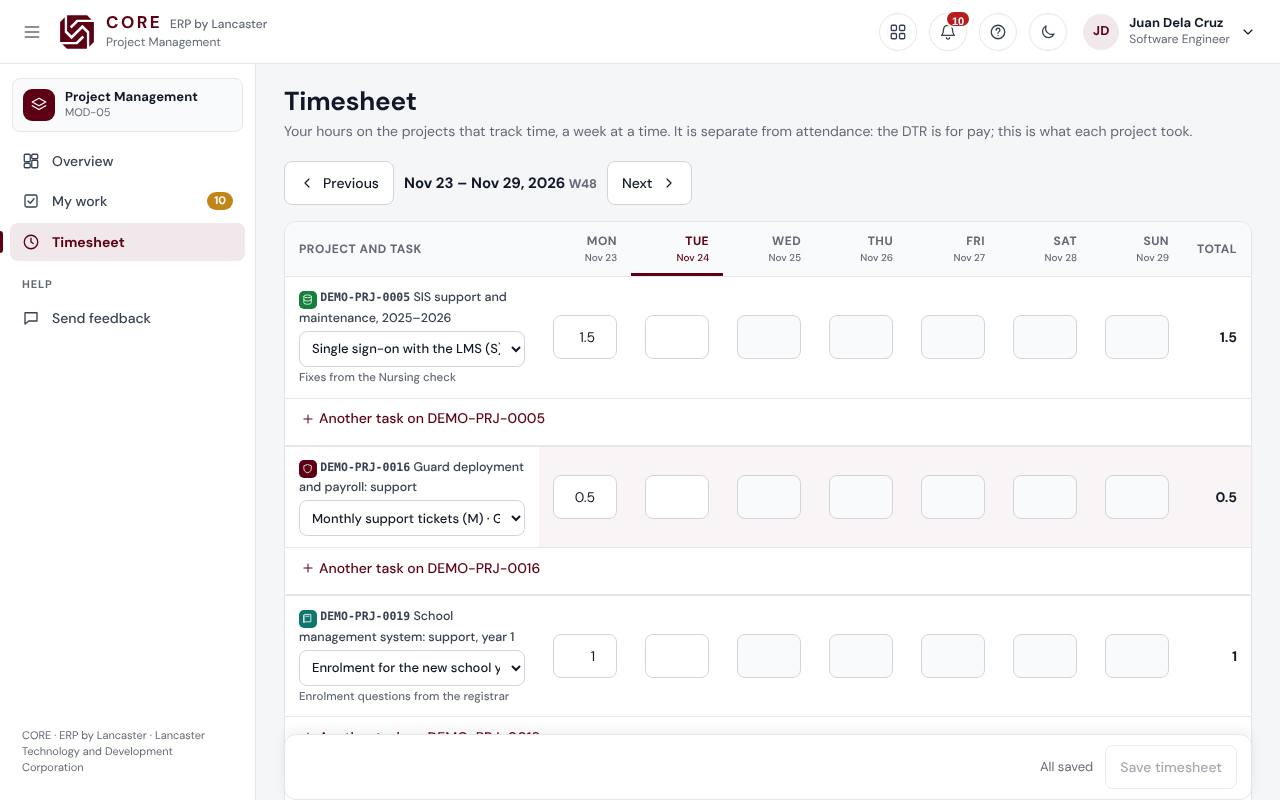 CORE ERP by Lancaster
Project Management
10
JD
Juan Dela Cruz
Software Engineer
Project Management
MOD-05
Overview
My work
10
Timesheet
HELP
Send feedback
CORE · ERP by Lancaster · Lancaster
Technology and Development
Corporation
Timesheet
Your hours on the projects that track time, a week at a time. It is separate from attendance: the DTR is for pay; this is what each project took.
Previous
Nov 23 – Nov 29, 2026 W48
Next
PROJECT AND TASK
MON
Nov 23
TUE
Nov 24
WED
Nov 25
THU
Nov 26
FRI
Nov 27
SAT
Nov 28
SUN
Nov 29
TOTAL
DEMO-PRJ-0005 SIS support and
maintenance, 2025–2026
Single sign-on with the LMS (S)
Fixes from the Nursing check
1.5
1.5
+ Another task on DEMO-PRJ-0005
DEMO-PRJ-0016 Guard deployment
and payroll: support
Monthly support tickets (M) · G
0.5
0.5
+ Another task on DEMO-PRJ-0016
DEMO-PRJ-0019 School
management system: support, year 1
Enrolment for the new school y
Enrolment questions from the registrar
1
1
All saved
Save timesheet